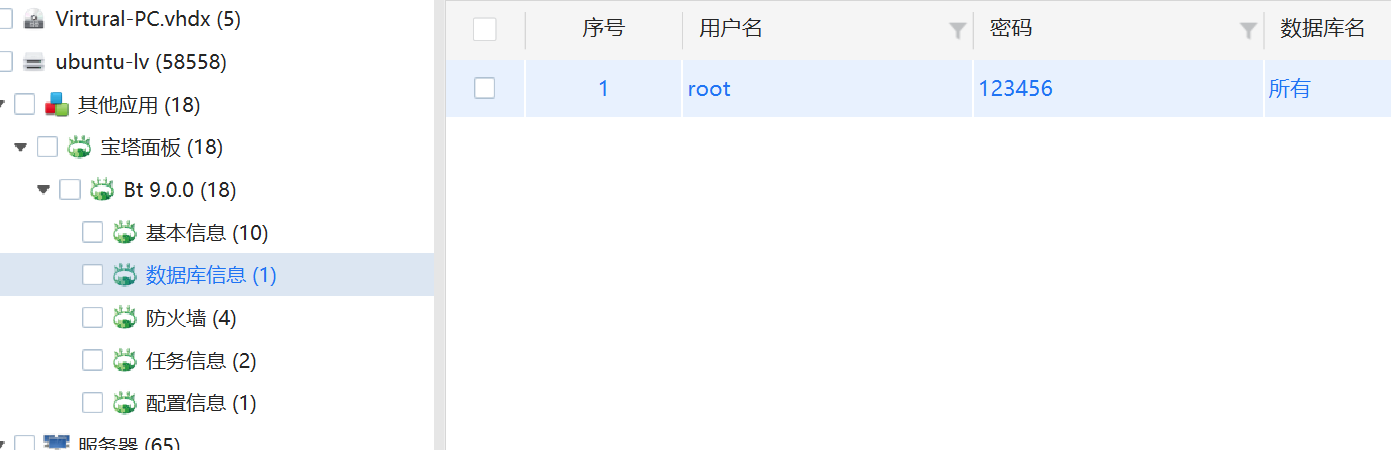 Virtural-PC.vhdx (5)
ubuntu-lv (58558)
其他应用 (18)
宝塔面板 (18)
Bt 9.0.0 (18)
基本信息 (10)
数据库信息 (1)
防火墙 (4)
任务信息 (2)
配置信息 (1)
服务器 (65)
序号 用户名 密码 数据库名
1 root 123456 所有